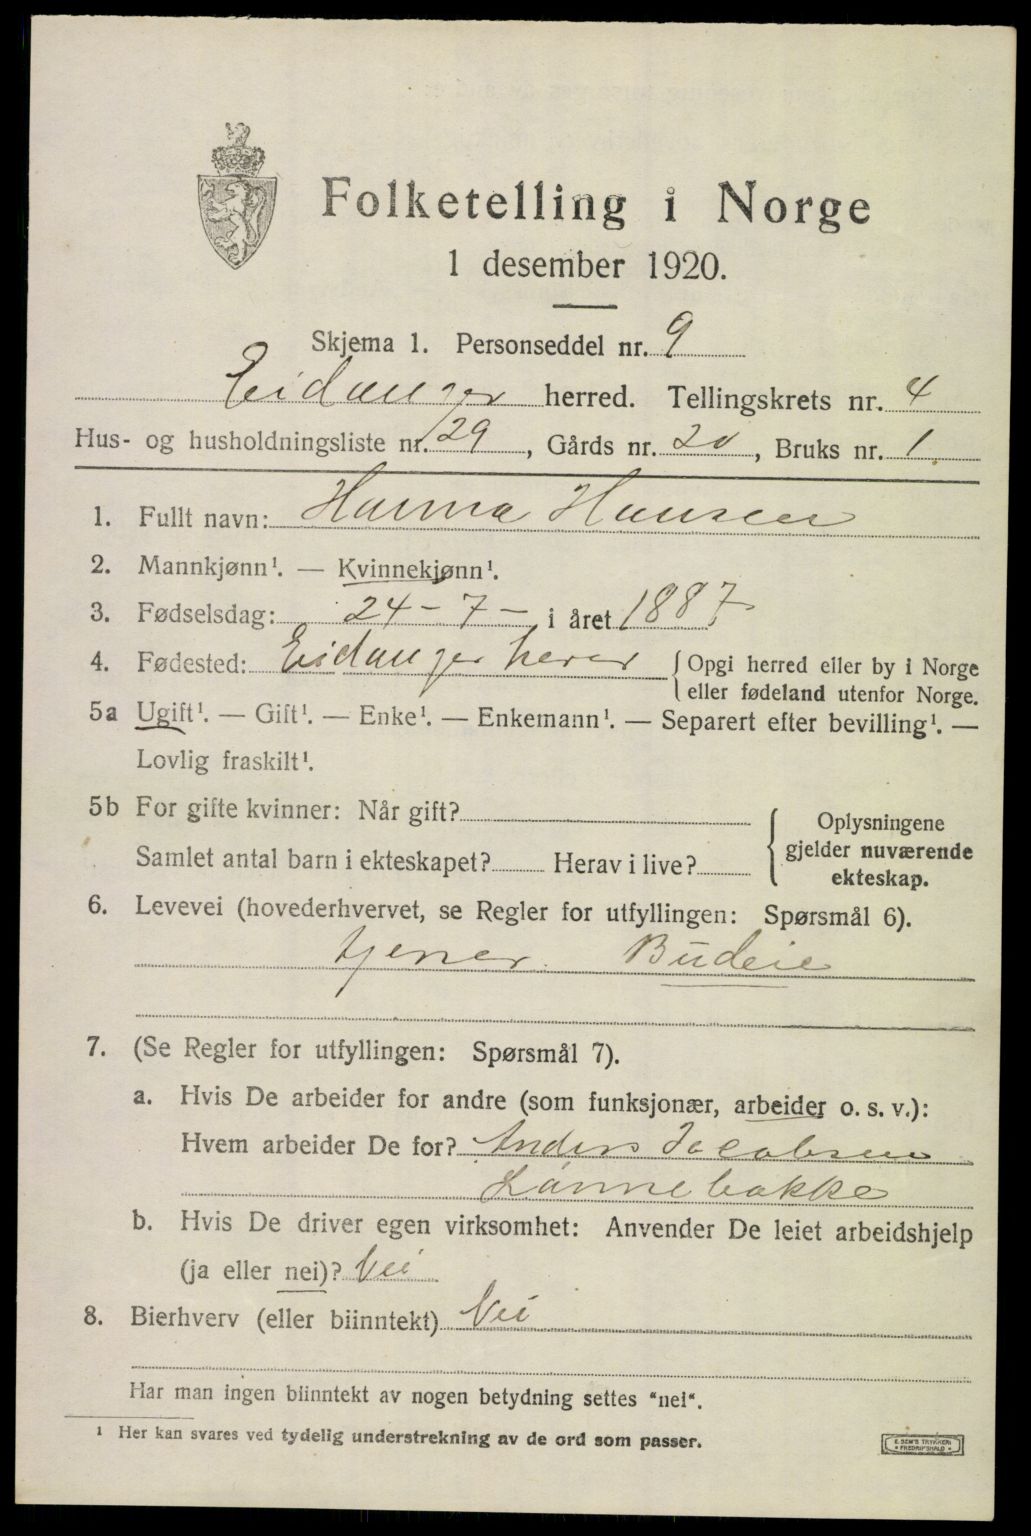 Folketelling i Norge
1 desember 1920.
Skjema 1. Personseddel nr. 9
Eidanger herred. Tellingskrets nr. 4
Hus- og husholdningsliste nr. 129, Gårds nr. 20, Bruks nr. 1.
1. Fullt navn: Hanna Hansen
2. Mannkjønn¹. — Kvinnekjønn¹.
3. Fødselsdag: 24 - 7 - i året 1887
4. Fødested: Eidanger herer { Opgi herred eller by i Norge
eller fødeland utenfor Norge.
5a Ugift¹. — Gift¹. — Enke¹. — Enkemann¹. — Separert efter bevilling¹. —
Lovlig fraskilt¹.
5b For gifte kvinner: Når gift?
Samlet antal barn i ekteskapet? Herav i live?
{ Oplysningene
gjelder nuværende
ekteskap.
6. Levevei (hovederhvervet, se Regler for utfyllingen: Spørsmål 6).
tjener. Budeie
7. (Se Regler for utfyllingen: Spørsmål 7).
a. Hvis De arbeider for andre (som funksjonær, arbeider o. s. v.):
Hvem arbeider De for? Anders Jacobsen
Lønnebakke
b. Hvis De driver egen virksomhet: Anvender De leiet arbeidshjelp
(ja eller nei)? Nei
8. Bierhverv (eller biinntekt) Nei
Har man ingen biinntekt av nogen betydning settes "nei".
¹ Her kan svares ved tydelig understrekning av de ord som passer.
E. SEM'S TRYKKERI
FREDRIKSHALD